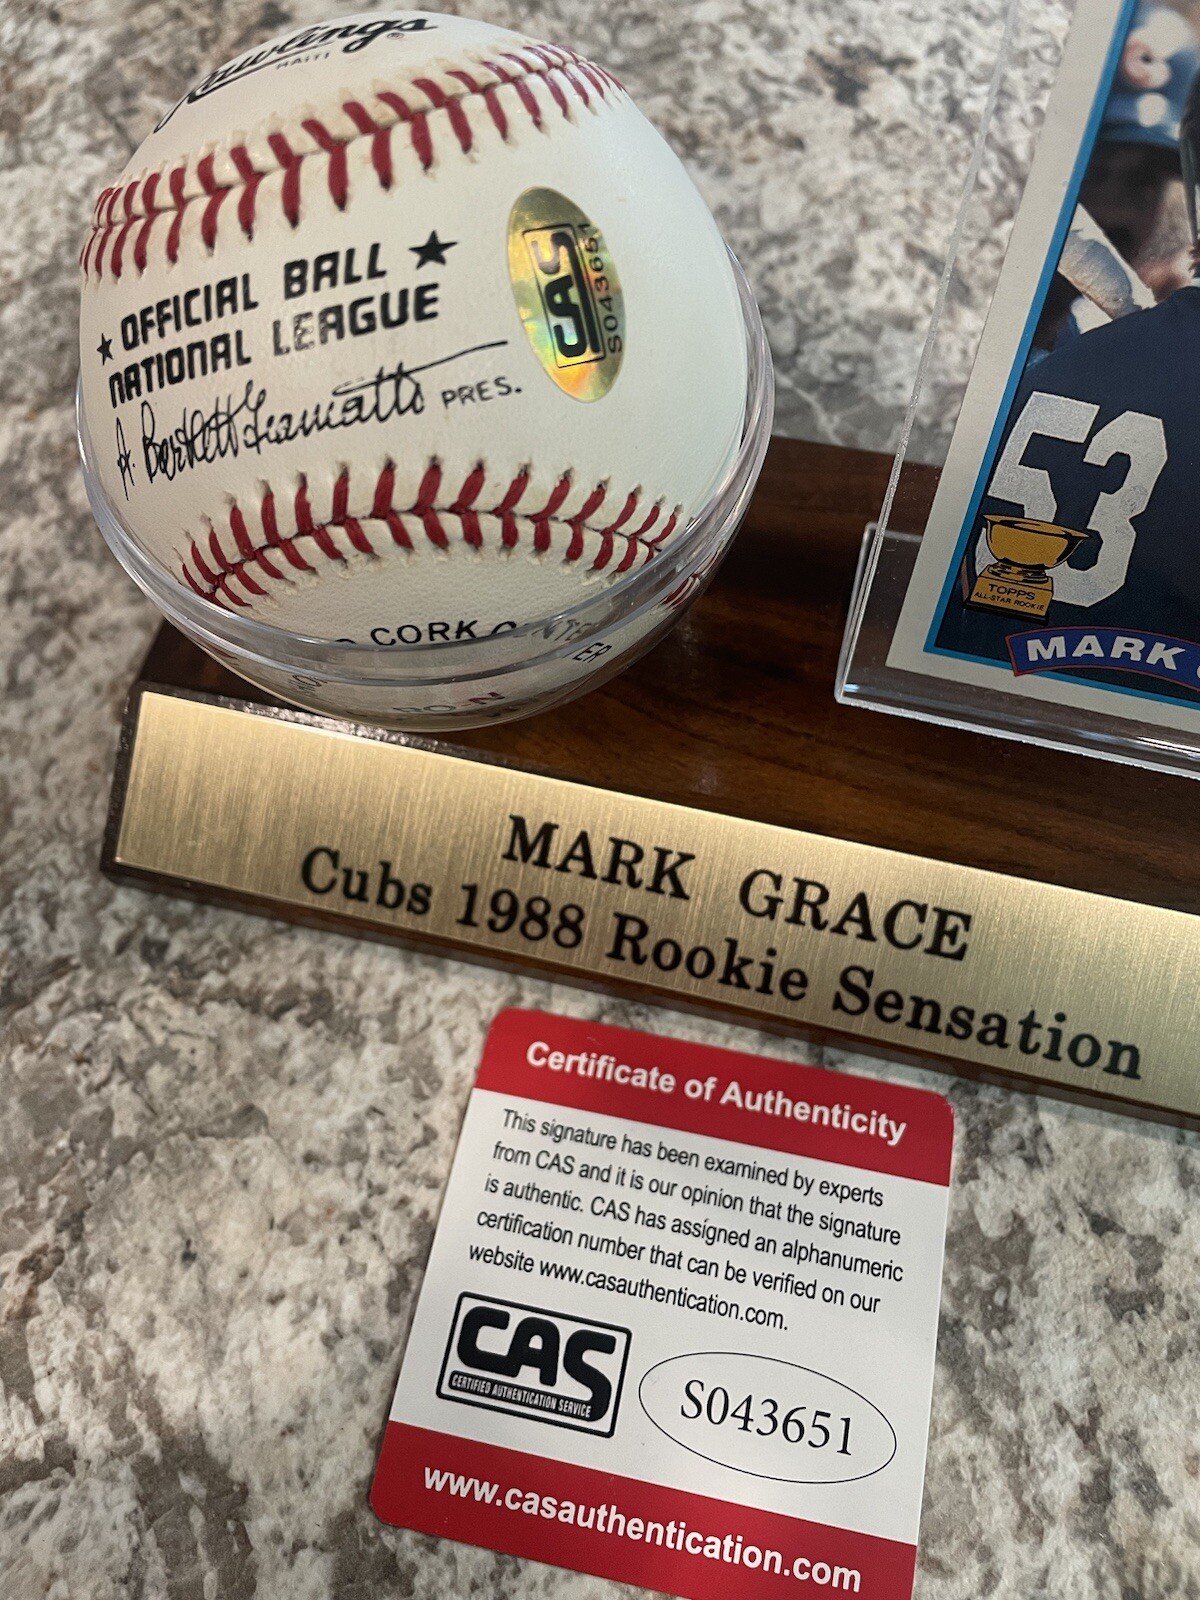 Rawlings
HAITI
OFFICIAL BALL
NATIONAL LEAGUE
A. Bartlett Giamatti PRES.
CAS
S043651
CORK CENTER
53
TOPPS
ALL-STAR ROOKIE
MARK
MARK GRACE
Cubs 1988 Rookie Sensation
Certificate of Authenticity
This signature has been examined by experts
from CAS and it is our opinion that the signature
is authentic. CAS has assigned an alphanumeric
certification number that can be verified on our
website www.casauthentication.com.
CAS
CERTIFIED AUTHENTICATION SERVICE
S043651
www.casauthentication.com